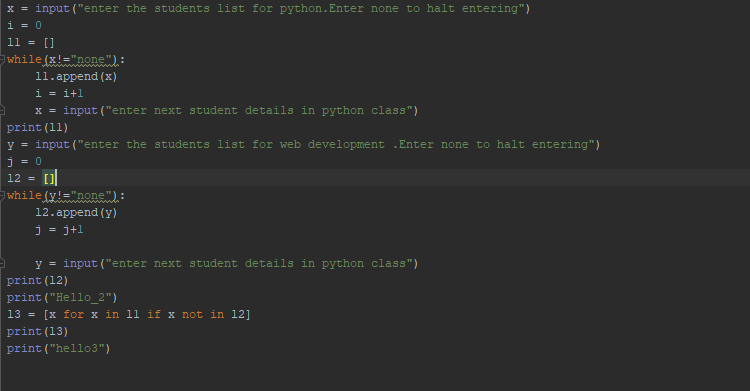 x = input("enter the students list for python.Enter none to halt entering")
i = 0
l1 = []
while(x!="none"):
    l1.append(x)
    i = i+1
    x = input("enter next student details in python class")
print(l1)
y = input("enter the students list for web development .Enter none to halt entering")
j = 0
l2 = []
while(y!="none"):
    l2.append(y)
    j = j+1
    y = input("enter next student details in python class")
print(l2)
print("Hello_2")
l3 = [x for x in l1 if x not in l2]
print(l3)
print("hello3")